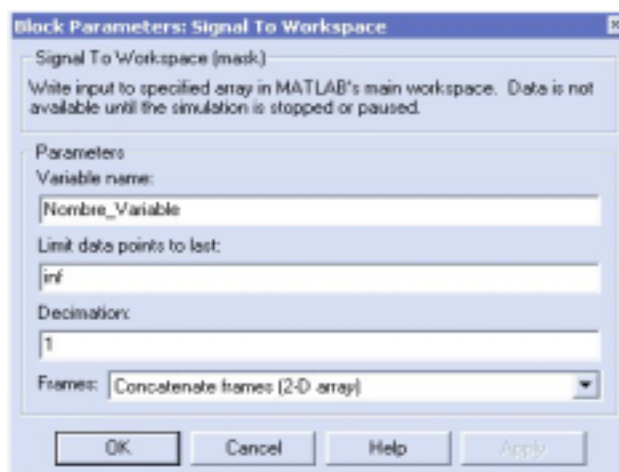 Block Parameters: Signal To Workspace
Signal To Workspace (mask)
Write input to specified array in MATLAB's main workspace.  Data is not
available until the simulation is stopped or paused.
Parameters
Variable name:
Nombre_Variable
Limit data points to last:
inf
Decimation:
1
Frames: Concatenate frames (2-D array)
OK Cancel Help Apply